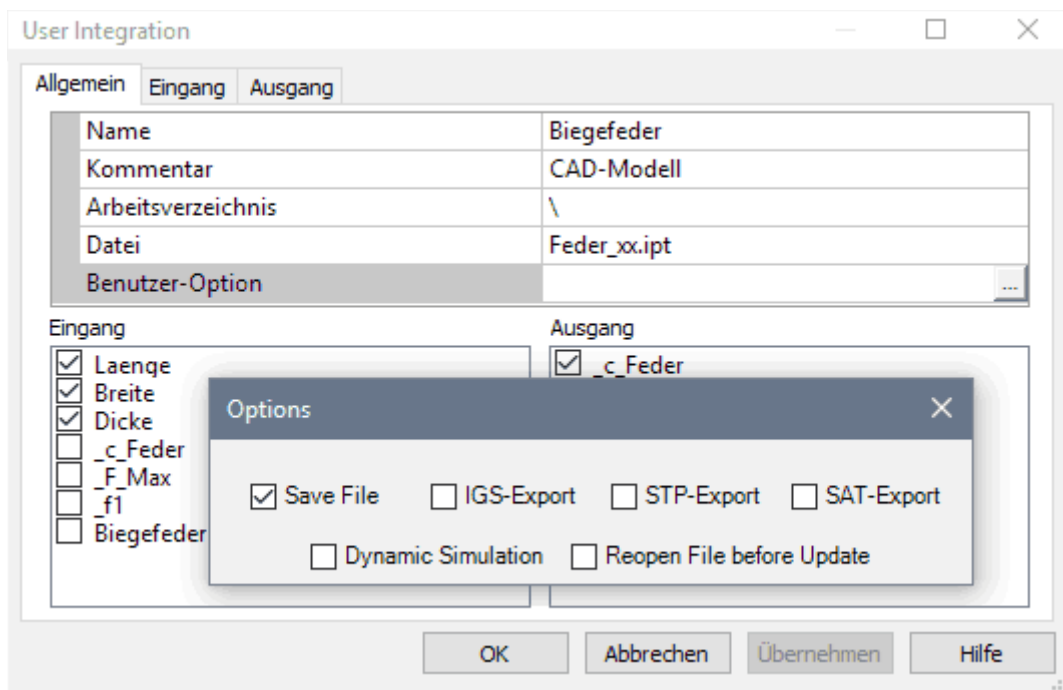 User Integration
Allgemein Eingang Ausgang
Name Biegefeder
Kommentar CAD-Modell
Arbeitsverzeichnis \
Datei Feder_xx.ipt
Benutzer-Option ...
Eingang Ausgang
Laenge _c_Feder
Breite
Dicke
_c_Feder
_F_Max
_f1
Biegefeder
Options
Save File IGS-Export STP-Export SAT-Export
Dynamic Simulation Reopen File before Update
OK Abbrechen Übernehmen Hilfe